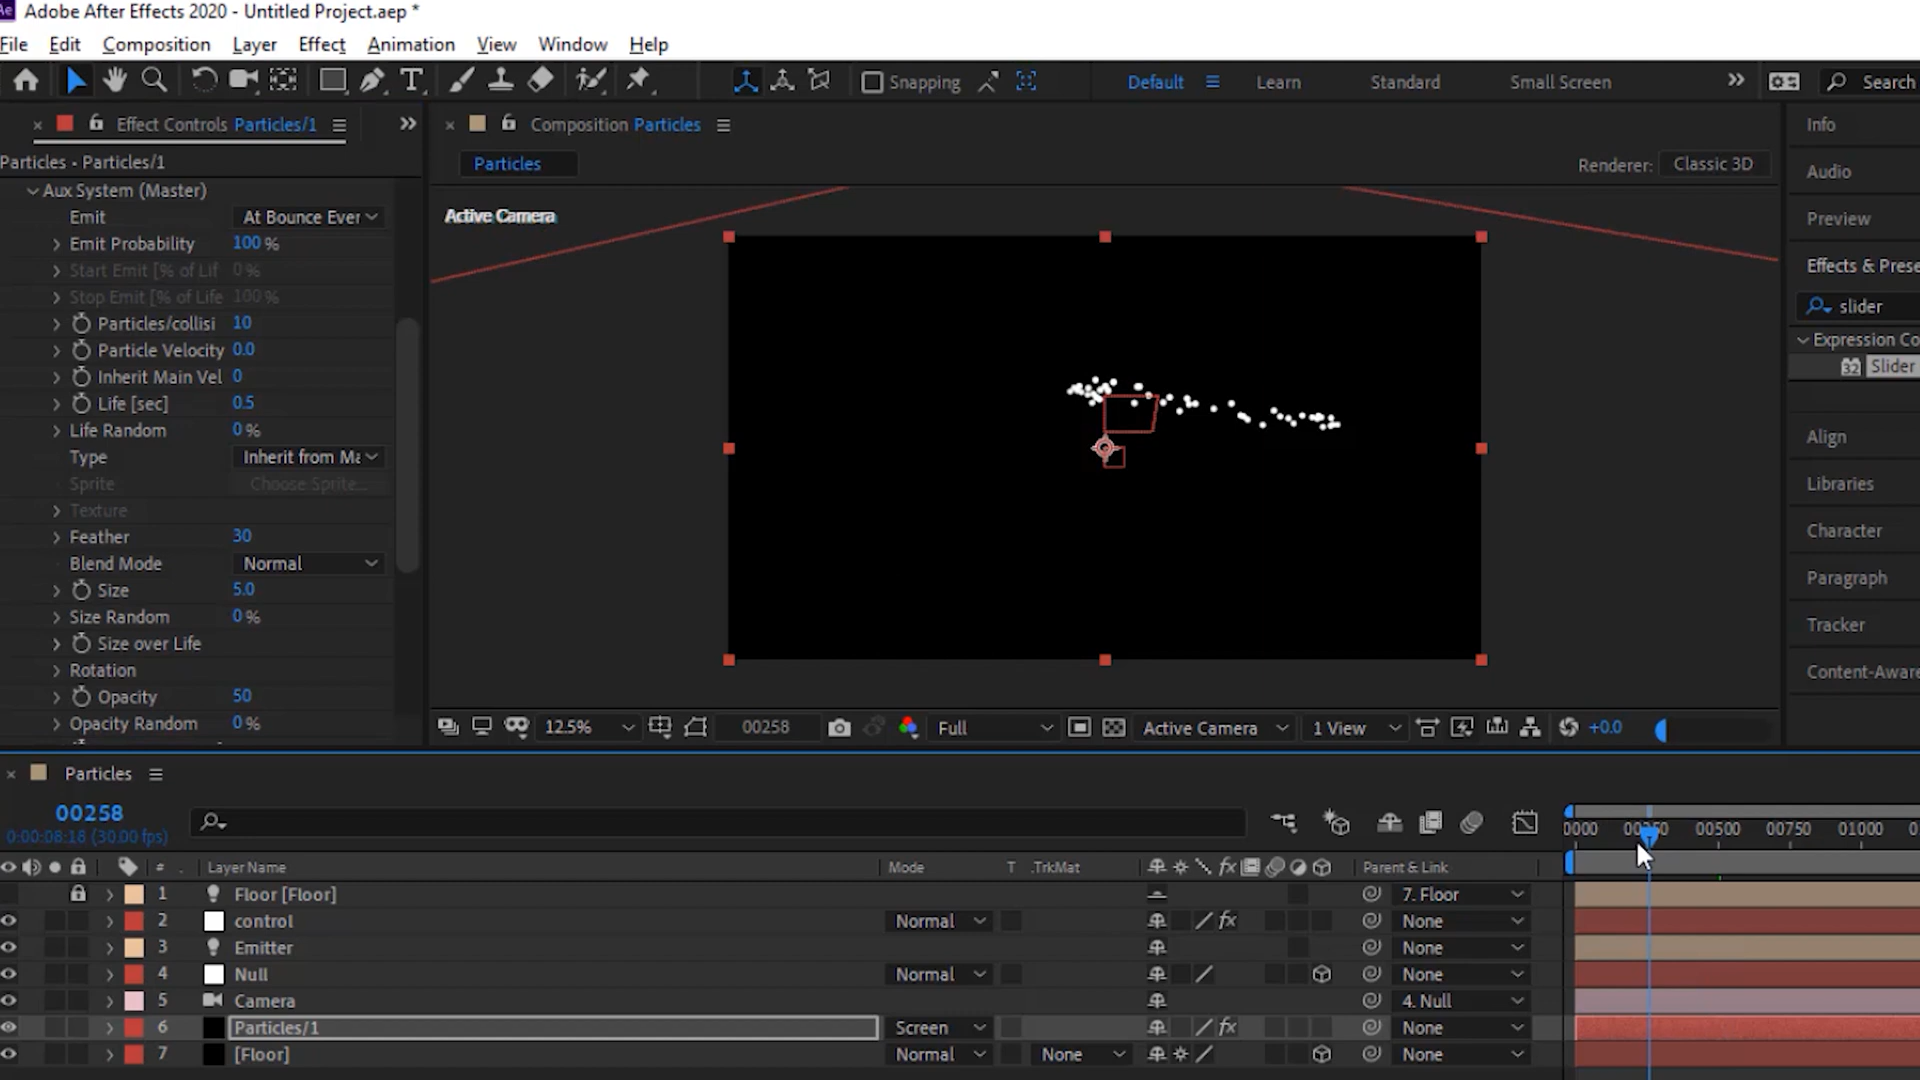 Ae Adobe After Effects 2020 - Untitled Project.aep *
File Edit Composition Layer Effect Animation View Window Help
Snapping Default Learn Standard Small Screen Search
Effect Controls Particles/1
Composition Particles
Info
Particles - Particles/1
Particles
Renderer: Classic 3D
Audio
Aux System (Master)
Emit At Bounce Ever
Active Camera
Preview
Emit Probability 100 %
Start Emit [% of Lif 0 %
Effects & Prese
Stop Emit [% of Life 100 %
slider
Particles/collisi 10
Expression Co
Particle Velocity 0.0
32 Slider
Inherit Main Vel 0
Life [sec] 0.5
Life Random 0 %
Align
Type Inherit from Ma
Sprite Choose Sprite...
Libraries
Texture
Feather 30
Character
Blend Mode Normal
Paragraph
Size 5.0
Size Random 0 %
Tracker
Size over Life
Rotation
Content-Aware
Opacity 50
Opacity Random 0 %
12.5% 00258 Full Active Camera 1 View +0.0
Particles
00258
0:00:08:18 (30.00 fps)
0000 00250 00500 00750 01000
# Layer Name Mode T .TrkMat fx Parent & Link
1 Floor [Floor] 7. Floor
2 control Normal fx None
3 Emitter None
4 Null Normal None
5 Camera 4. Null
6 Particles/1 Screen fx None
7 [Floor] Normal None None